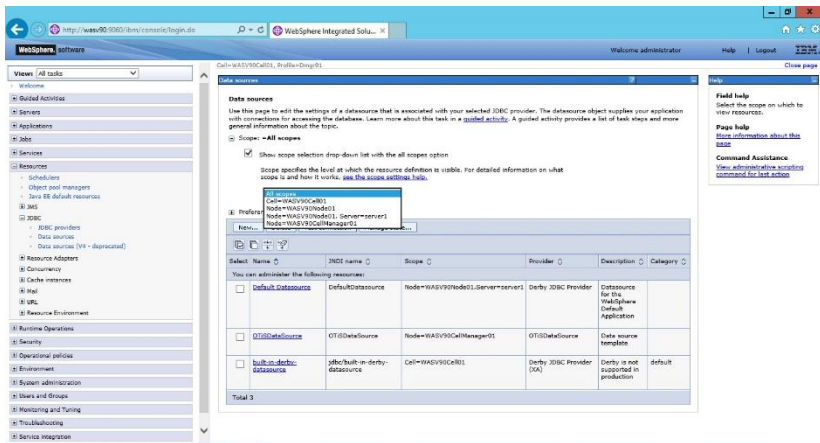 http://wasv90:9060/ibm/console/login.do
WebSphere Integrated Solu...
WebSphere. software
Welcome administrator
Help | Logout
IBM
Cell=WASV90Cell01, Profile=Dmgr01
Close page
View: All tasks
Welcome
Guided Activities
Servers
Applications
Jobs
Services
Resources
Schedulers
Object pool managers
Java EE default resources
JMS
JDBC
JDBC providers
Data sources
Data sources (V4 - deprecated)
Resource Adapters
Concurrency
Cache instances
Mail
URL
Resource Environment
Runtime Operations
Security
Operational policies
Environment
System administration
Users and Groups
Monitoring and Tuning
Troubleshooting
Service integration
Data sources
Data sources
Use this page to edit the settings of a datasource that is associated with your selected JDBC provider. The datasource object supplies your application
with connections for accessing the database. Learn more about this task in a guided activity. A guided activity provides a list of task steps and more
general information about the topic.
Scope: =All scopes
Show scope selection drop-down list with the all scopes option
Scope specifies the level at which the resource definition is visible. For detailed information on what
scope is and how it works, see the scope settings help.
All scopes
Cell=WASV90Cell01
Node=WASV90Node01
Node=WASV90Node01, Server=server1
Node=WASV90CellManager01
Prefere
New...
Select Name JNDI name Scope Provider Description Category
You can administer the following resources:
Default Datasource DefaultDatasource Node=WASV90Node01,Server=server1 Derby JDBC Provider Datasource
for the
WebSphere
Default
Application
OTiSDataSource OTiSDataSource Node=WASV90CellManager01 OTiSDataSource Data source
template
built-in-derby- jdbc/built-in-derby- Cell=WASV90Cell01 Derby JDBC Provider Derby is not default
datasource datasource (XA) supported in
production
Total 3
Help
Field help
Select the scope on which to
view resources.
Page help
More information about this
page
Command Assistance
View administrative scripting
command for last action